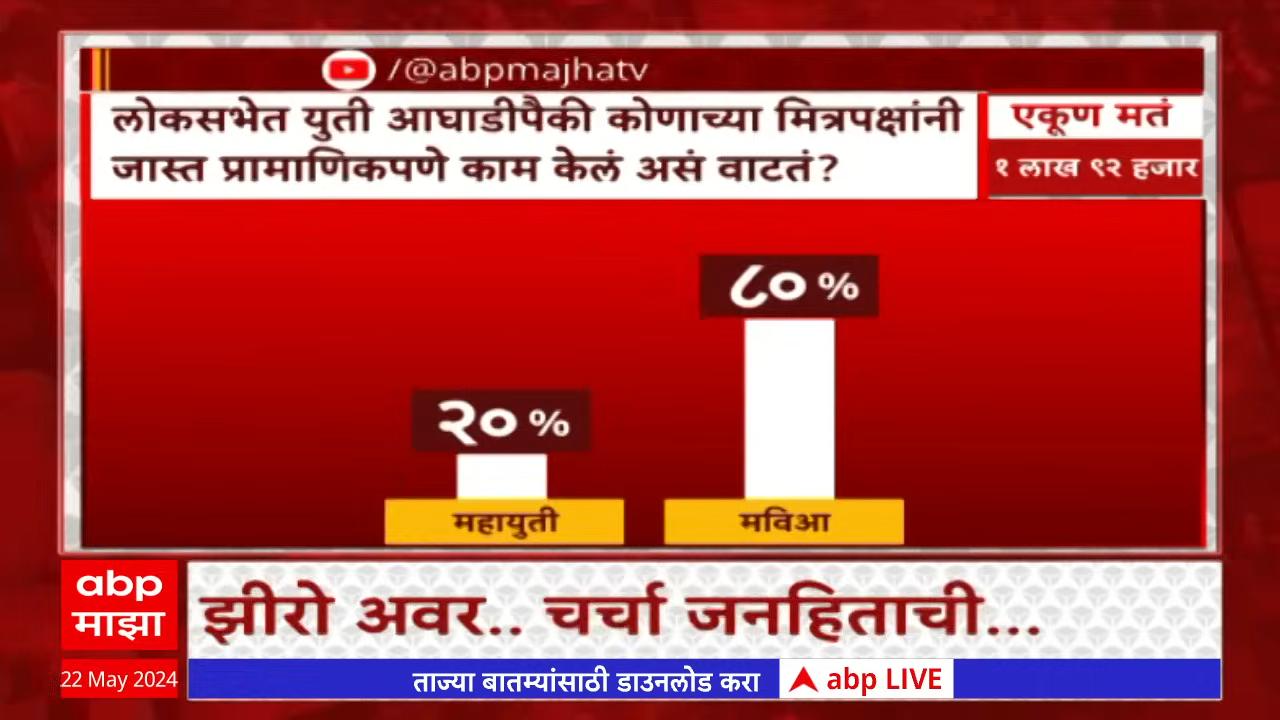 /@abpmajhatv
लोकसभेत युती आघाडीपैकी कोणाच्या मित्रपक्षांनी
जास्त प्रामाणिकपणे काम केलं असं वाटतं?
एकूण मतं
१ लाख ९२ हजार
८० %
२० %
महायुती
मविआ
abp
माझा
झीरो अवर.. चर्चा जनहिताची...
22 May 2024
ताज्या बातम्यांसाठी डाउनलोड करा
abp LIVE